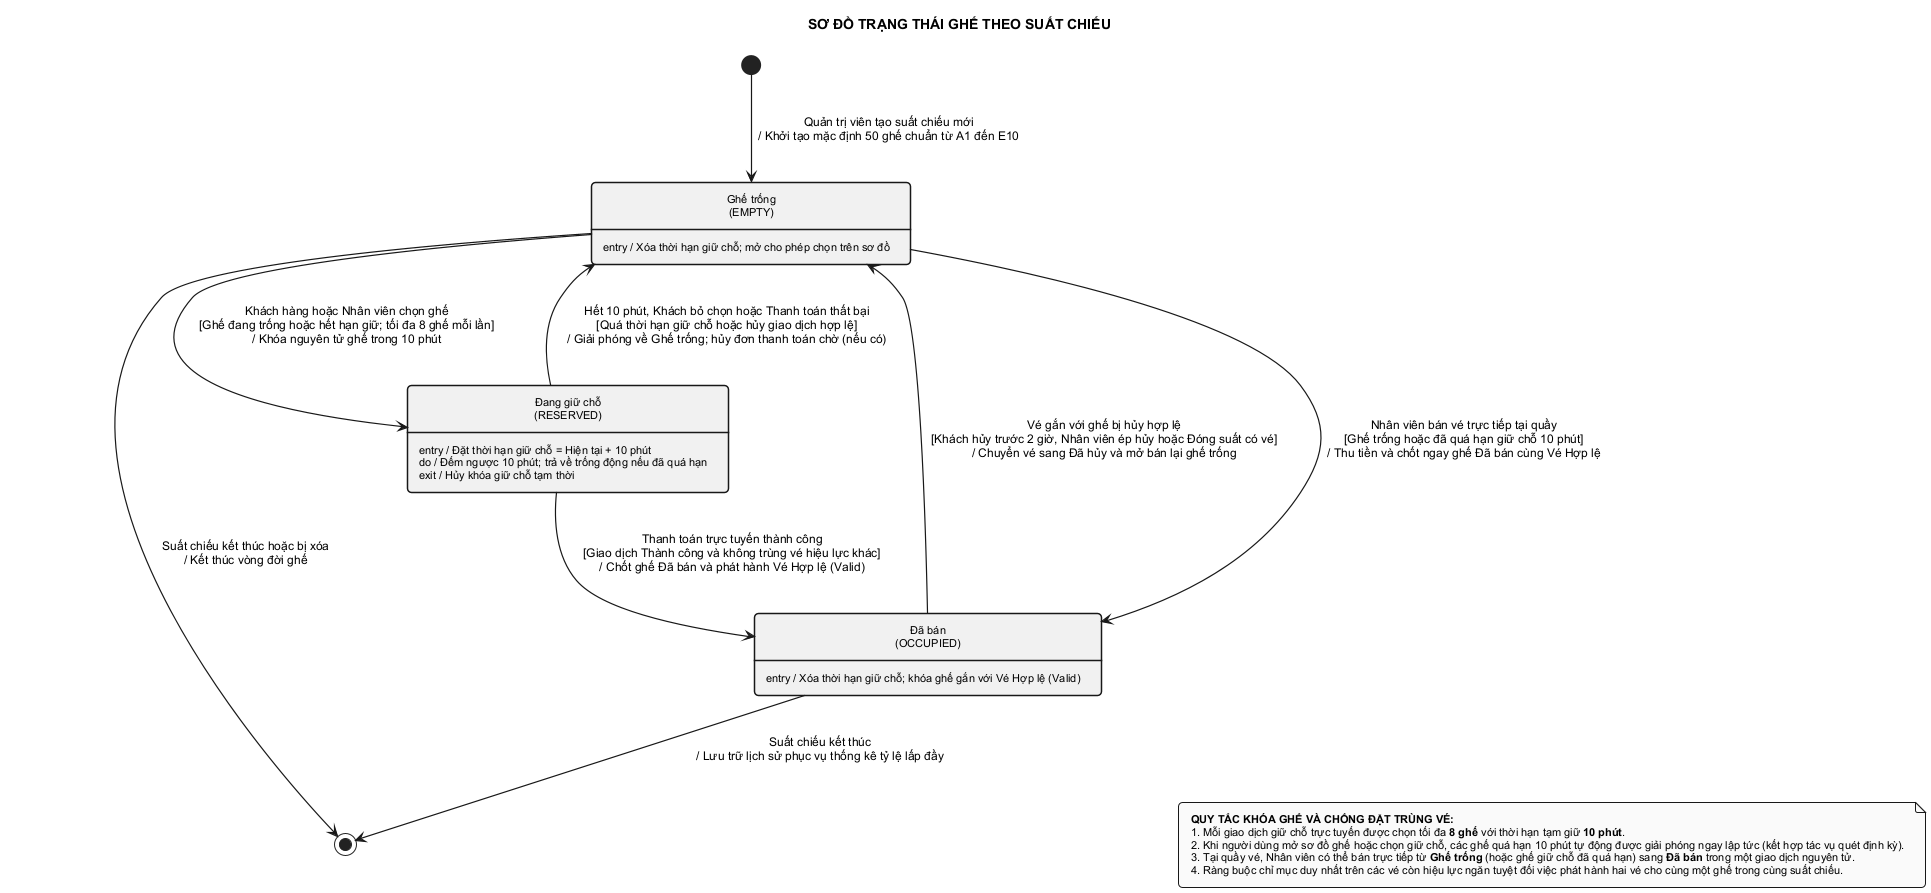 SƠ ĐỒ TRẠNG THÁI GHẾ THEO SUẤT CHIẾU
Quản trị viên tạo suất chiếu mới
/ Khởi tạo mặc định 50 ghế chuẩn từ A1 đến E10
Ghế trống
(EMPTY)
entry / Xóa thời hạn giữ chỗ; mở cho phép chọn trên sơ đồ
Khách hàng hoặc Nhân viên chọn ghế
[Ghế đang trống hoặc hết hạn giữ; tối đa 8 ghế mỗi lần]
/ Khóa nguyên tử ghế trong 10 phút
Hết 10 phút, Khách bỏ chọn hoặc Thanh toán thất bại
[Quá thời hạn giữ chỗ hoặc hủy giao dịch hợp lệ]
/ Giải phóng về Ghế trống; hủy đơn thanh toán chờ (nếu có)
Đang giữ chỗ
(RESERVED)
entry / Đặt thời hạn giữ chỗ = Hiện tại + 10 phút
do / Đếm ngược 10 phút; trả về trống động nếu đã quá hạn
exit / Hủy khóa giữ chỗ tạm thời
Vé gắn với ghế bị hủy hợp lệ
[Khách hủy trước 2 giờ, Nhân viên ép hủy hoặc Đóng suất có vé]
/ Chuyển vé sang Đã hủy và mở bán lại ghế trống
Nhân viên bán vé trực tiếp tại quầy
[Ghế trống hoặc đã quá hạn giữ chỗ 10 phút]
/ Thu tiền và chốt ngay ghế Đã bán cùng Vé Hợp lệ
Suất chiếu kết thúc hoặc bị xóa
/ Kết thúc vòng đời ghế
Thanh toán trực tuyến thành công
[Giao dịch Thành công và không trùng vé hiệu lực khác]
/ Chốt ghế Đã bán và phát hành Vé Hợp lệ (Valid)
Đã bán
(OCCUPIED)
entry / Xóa thời hạn giữ chỗ; khóa ghế gắn với Vé Hợp lệ (Valid)
Suất chiếu kết thúc
/ Lưu trữ lịch sử phục vụ thống kê tỷ lệ lấp đầy
QUY TẮC KHÓA GHẾ VÀ CHỐNG ĐẶT TRÙNG VÉ:
1. Mỗi giao dịch giữ chỗ trực tuyến được chọn tối đa 8 ghế với thời hạn tạm giữ 10 phút.
2. Khi người dùng mở sơ đồ ghế hoặc chọn giữ chỗ, các ghế quá hạn 10 phút tự động được giải phóng ngay lập tức (kết hợp tác vụ quét định kỳ).
3. Tại quầy vé, Nhân viên có thể bán trực tiếp từ Ghế trống (hoặc ghế giữ chỗ đã quá hạn) sang Đã bán trong một giao dịch nguyên tử.
4. Ràng buộc chỉ mục duy nhất trên các vé còn hiệu lực ngăn tuyệt đối việc phát hành hai vé cho cùng một ghế trong cùng suất chiếu.